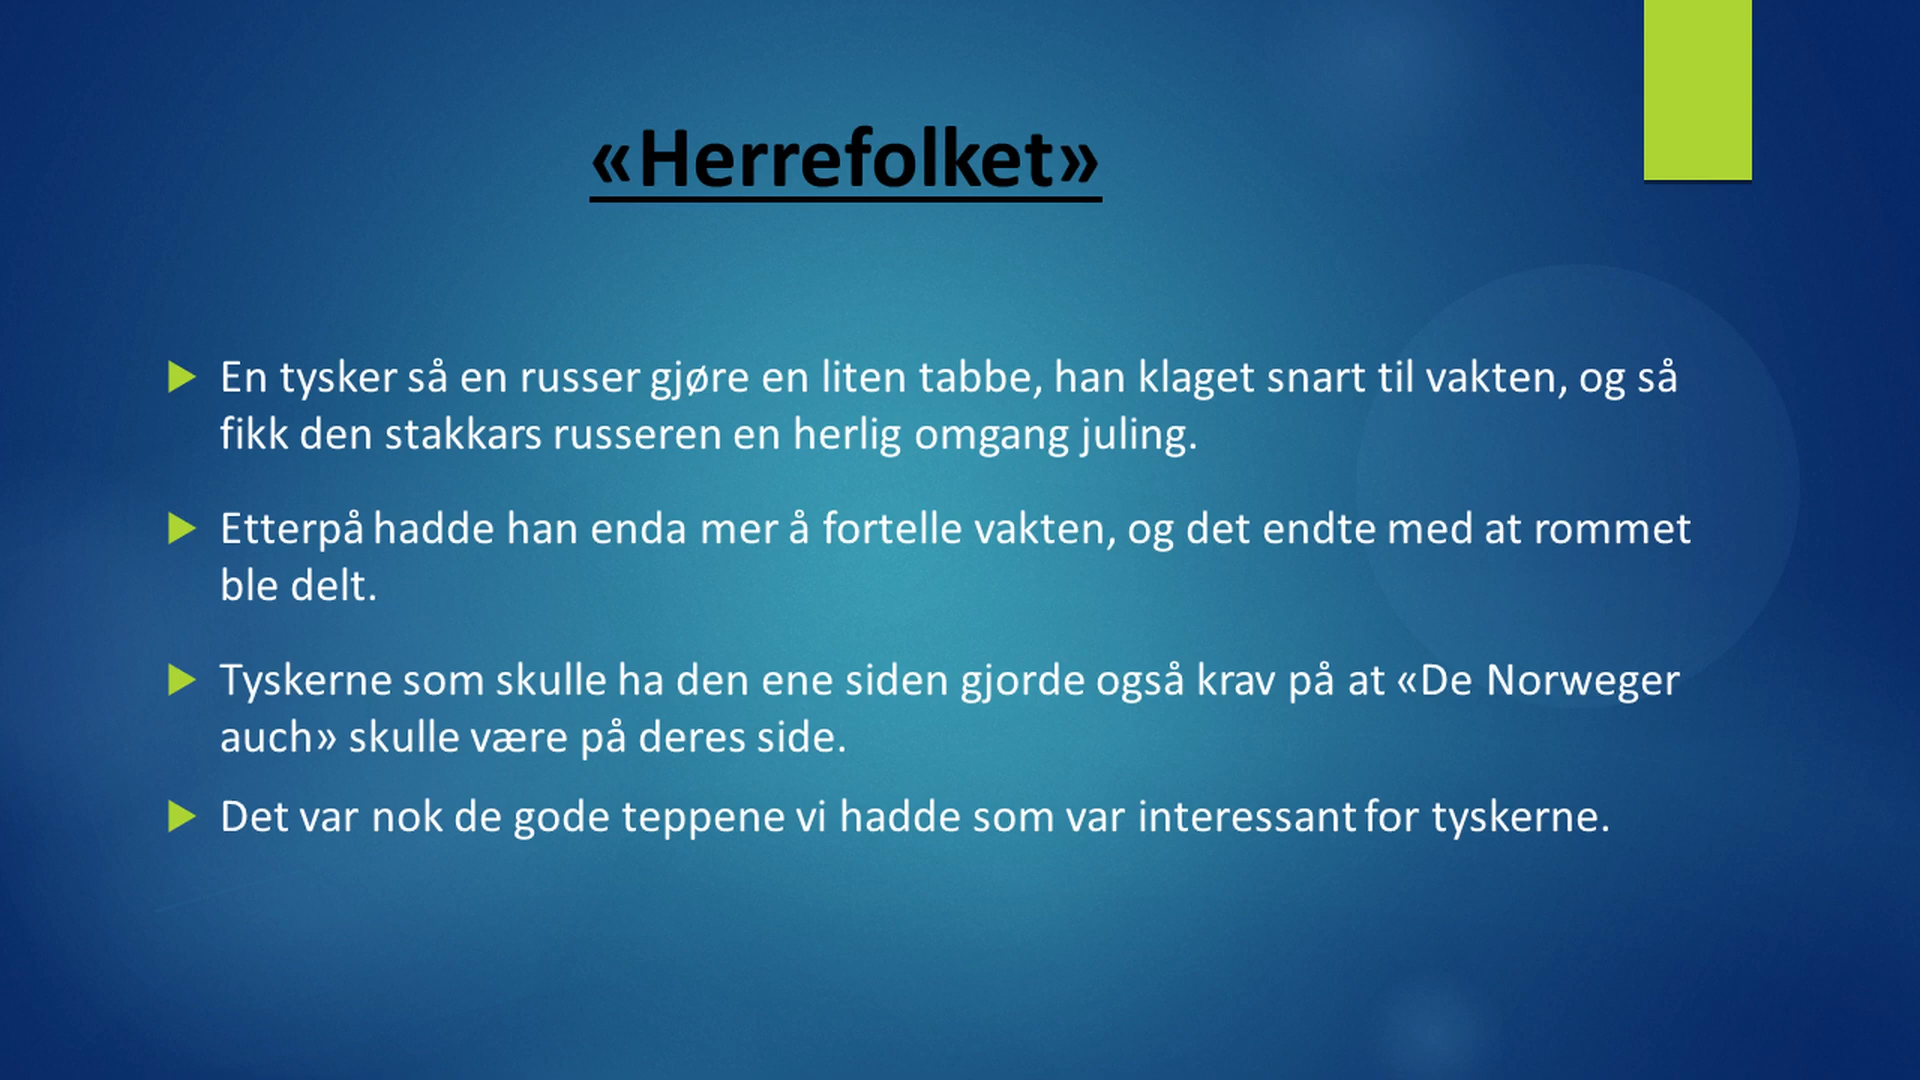 «Herrefolket»
En tysker så en russer gjøre en liten tabbe, han klaget snart til vakten, og så
fikk den stakkars russeren en herlig omgang juling.
Etterpå hadde han enda mer å fortelle vakten, og det endte med at rommet
ble delt.
Tyskerne som skulle ha den ene siden gjorde også krav på at «De Norweger
auch» skulle være på deres side.
Det var nok de gode teppene vi hadde som var interessant for tyskerne.